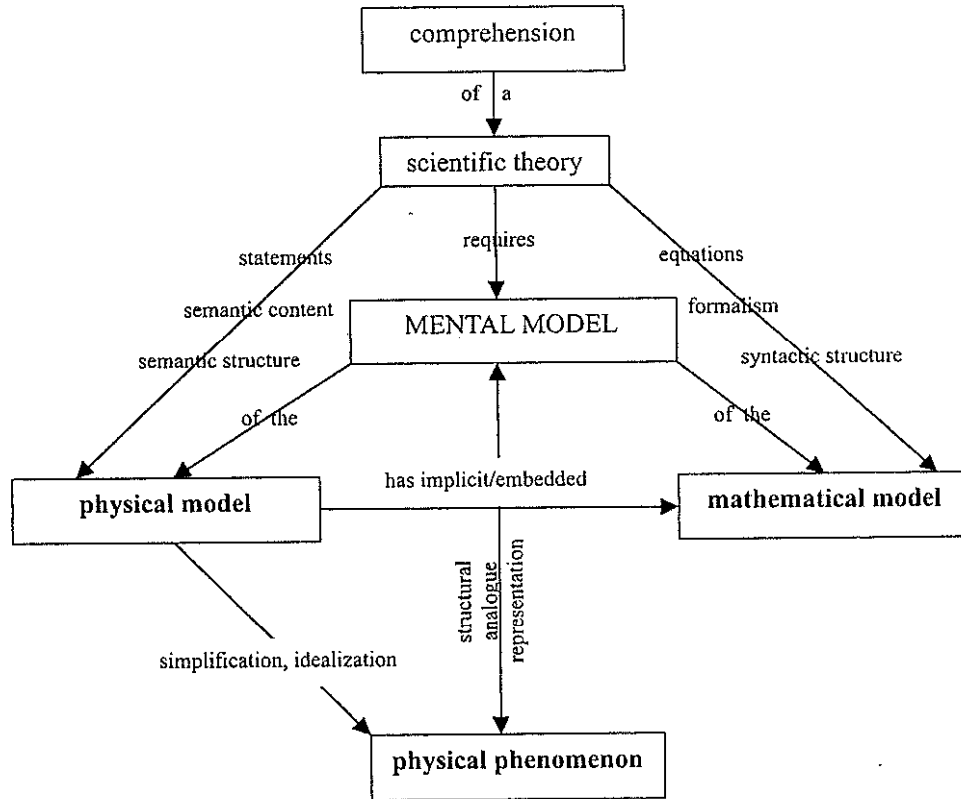 comprehension
of a
scientific theory
statements
requires
equations
semantic content
MENTAL MODEL
formalism
semantic structure
syntactic structure
of the
of the
has implicit/embedded
physical model
mathematical model
structural
analogue
representation
simplification, idealization
physical phenomenon